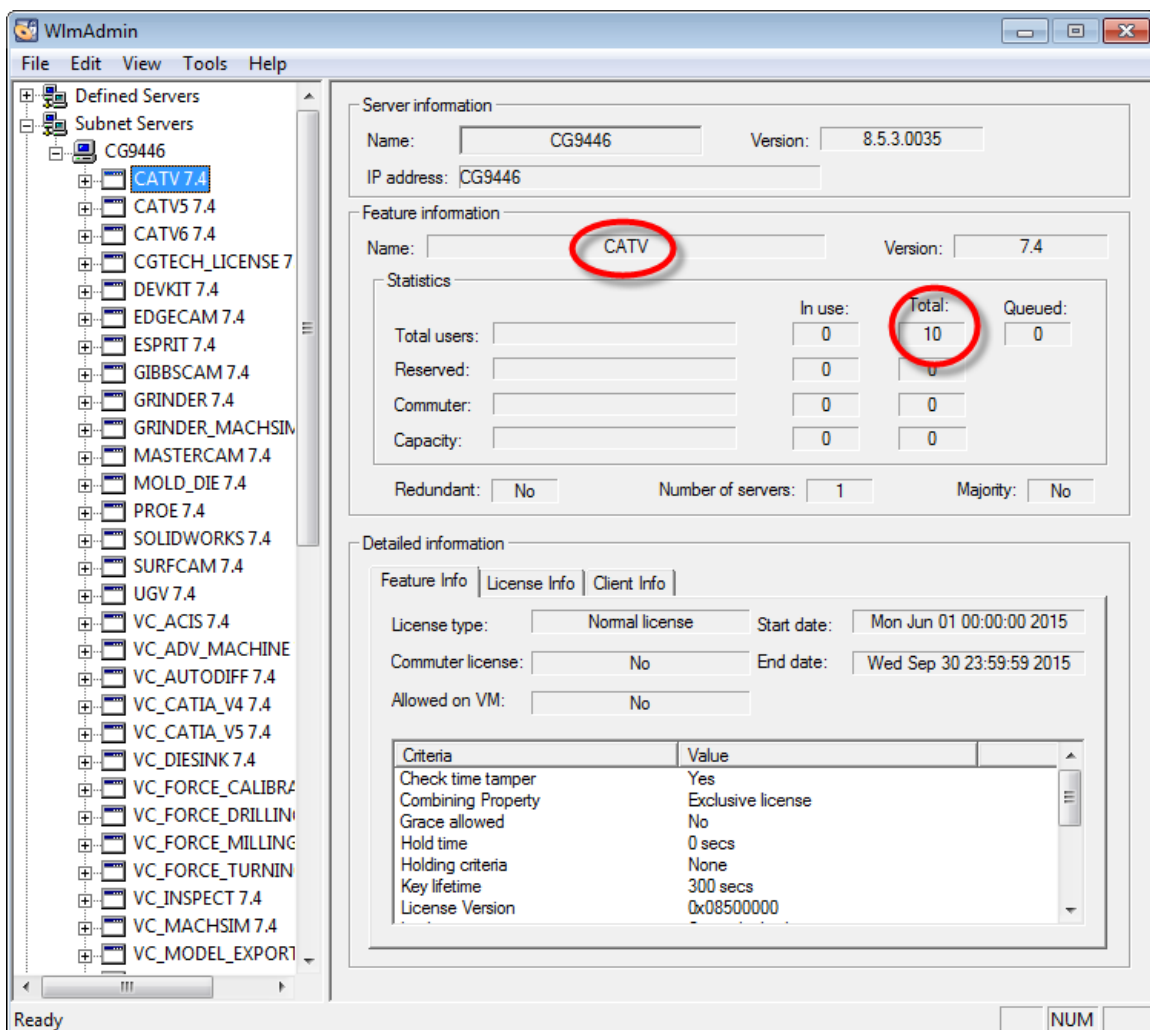 WlmAdmin
File Edit View Tools Help
Defined Servers
Subnet Servers
CG9446
CATV 7.4
CATV5 7.4
CATV6 7.4
CGTECH_LICENSE 7
DEVKIT 7.4
EDGECAM 7.4
ESPRIT 7.4
GIBBSCAM 7.4
GRINDER 7.4
GRINDER_MACHSIM
MASTERCAM 7.4
MOLD_DIE 7.4
PROE 7.4
SOLIDWORKS 7.4
SURFCAM 7.4
UGV 7.4
VC_ACIS 7.4
VC_ADV_MACHINE
VC_AUTODIFF 7.4
VC_CATIA_V4 7.4
VC_CATIA_V5 7.4
VC_DIESINK 7.4
VC_FORCE_CALIBRA
VC_FORCE_DRILLIN
VC_FORCE_MILLING
VC_FORCE_TURNIN
VC_INSPECT 7.4
VC_MACHSIM 7.4
VC_MODEL_EXPORT
Server information
Name: CG9446 Version: 8.5.3.0035
IP address: CG9446
Feature information
Name: CATV Version: 7.4
Statistics
In use: Total: Queued:
Total users: 0 10 0
Reserved: 0 0
Commuter: 0 0
Capacity: 0 0
Redundant: No Number of servers: 1 Majority: No
Detailed information
Feature Info License Info Client Info
License type: Normal license Start date: Mon Jun 01 00:00:00 2015
Commuter license: No End date: Wed Sep 30 23:59:59 2015
Allowed on VM: No
Criteria Value
Check time tamper Yes
Combining Property Exclusive license
Grace allowed No
Hold time 0 secs
Holding criteria None
Key lifetime 300 secs
License Version 0x08500000
Ready NUM